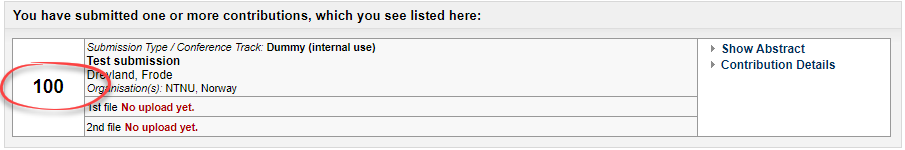 You have submitted one or more contributions, which you see listed here:
100
Submission Type / Conference Track: Dummy (internal use)
Test submission
Dreyland, Frode
Organisation(s): NTNU, Norway
1st file No upload yet.
2nd file No upload yet.
Show Abstract
Contribution Details